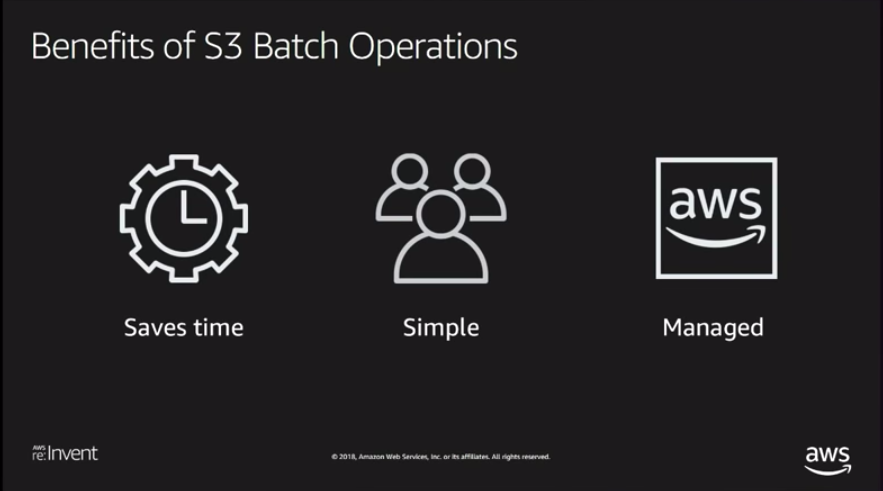 Benefits of S3 Batch Operations
aws
Saves time
Simple
Managed
AWS
re:Invent
© 2018, Amazon Web Services, Inc. or its affiliates. All rights reserved.
aws